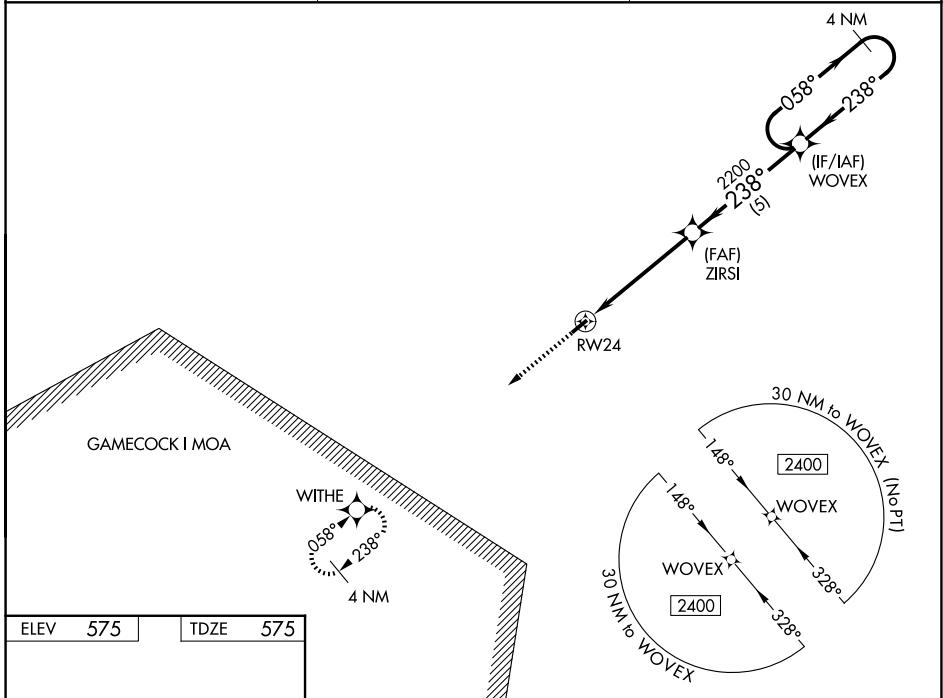 4 NM
058°
238°
(IF/IAF)
WOVEX
2200
238°
(5)
(FAF)
ZIRSI
RW24
GAMECOCK I MOA
WITHE
058°
238°
4 NM
30 NM to WOVEX (NoPT)
148°
2400
WOVEX
328°
148°
WOVEX
2400
328°
30 NM to WOVEX
ELEV 575
TDZE 575